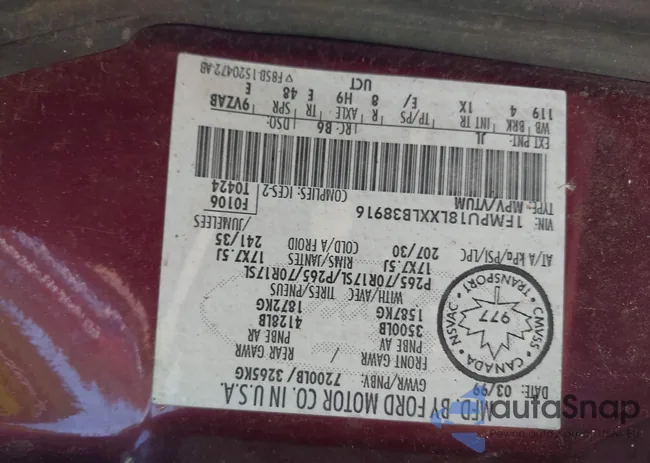 MFD. BY FORD MOTOR CO. IN U.S.A.
DATE: 03/99
GVWR/PNBV: 7200LB/3265KG
FRONT GAWR REAR GAWR
PNBE AV PNBE AR
3500LB 4128LB
1587KG 1872KG
WITH/AVEC TIRES/PNEUS
P265/70R17SL P265/70R17SL
17X7.5J RIMS/JANTES 17X7.5J
AT/A kPa/PSI/LPC 207/30 COLD/A FROID 241/35
/JUMELEES
CMVSS - CANADA - NSVAC
TRANSPORT
977
VIN: 1FMPU18LXXLB38916
TYPE: MPV/VTUM
F0106
T0424
COMPLIES: ICES-2
EXT PNT: JL LRC: B6 DSO:
WB BRK INT TR TP/PS R AXLE TR SPR 9VZAB
119 4 1X E/ 8 H9 E 48 E
UCT
F85B-1520472-AB
autoSnap